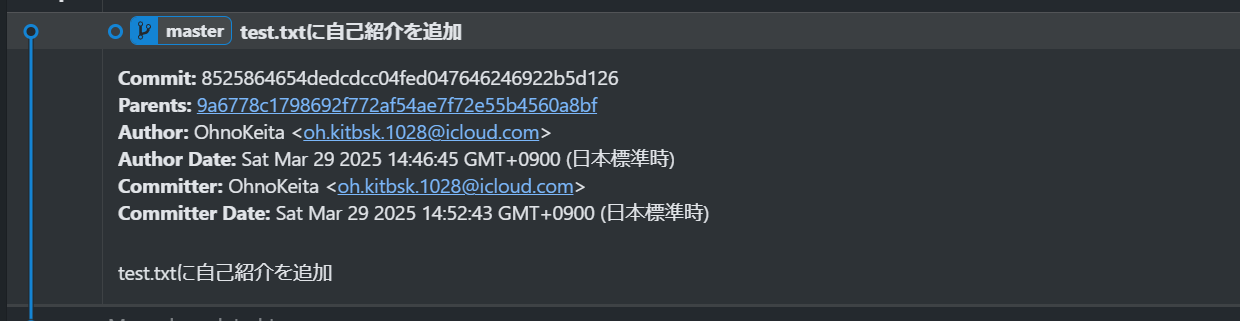 master test.txtに自己紹介を追加
Commit: 8525864654dedcdcc04fed047646246922b5d126
Parents: 9a6778c1798692f772af54ae7f72e55b4560a8bf
Author: OhnoKeita <oh.kitbsk.1028@icloud.com>
Author Date: Sat Mar 29 2025 14:46:45 GMT+0900 (日本標準時)
Committer: OhnoKeita <oh.kitbsk.1028@icloud.com>
Committer Date: Sat Mar 29 2025 14:52:43 GMT+0900 (日本標準時)
test.txtに自己紹介を追加